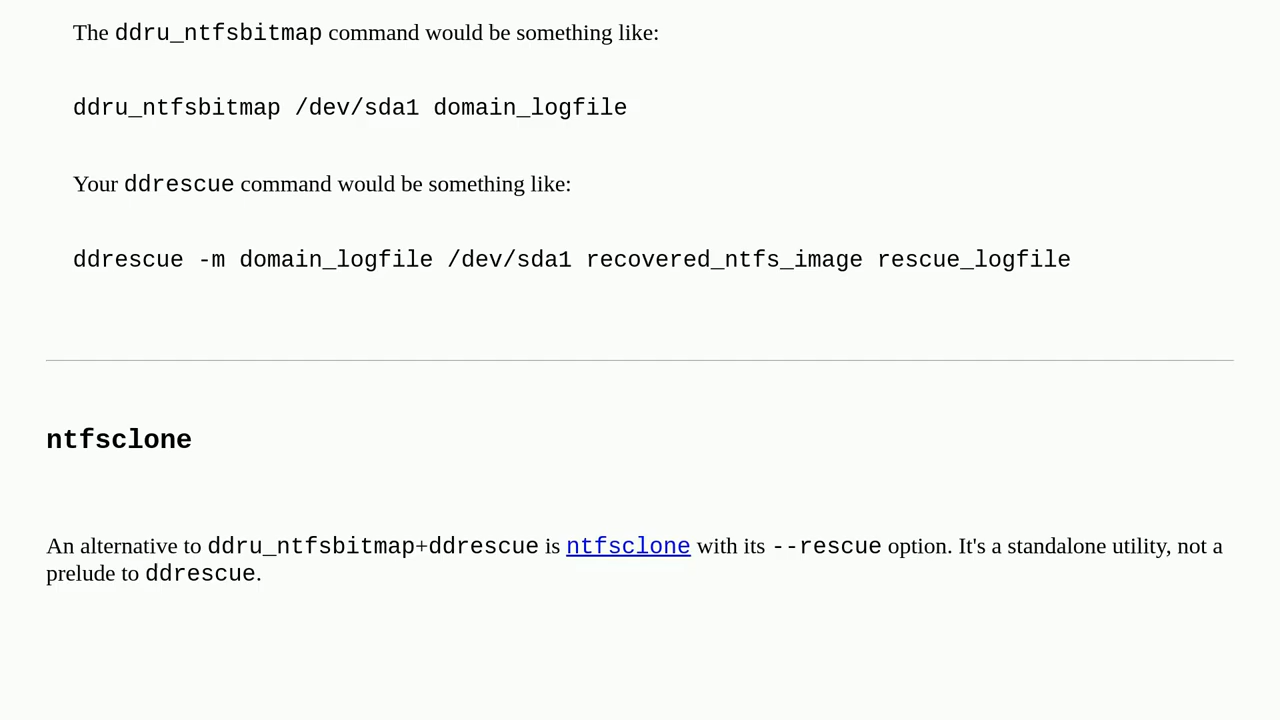 The ddru_ntfsbitmap command would be something like:
ddru_ntfsbitmap /dev/sda1 domain_logfile
Your ddrescue command would be something like:
ddrescue -m domain_logfile /dev/sda1 recovered_ntfs_image rescue_logfile
ntfsclone
An alternative to ddru_ntfsbitmap+ddrescue is ntfsclone with its --rescue option. It's a standalone utility, not a
prelude to ddrescue.